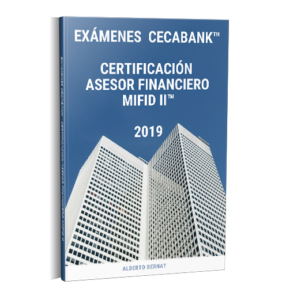 EXÁMENES CECABANK™
CERTIFICACIÓN
ASESOR FINANCIERO
MIFID II™
2019
ALBERTO BERNAT